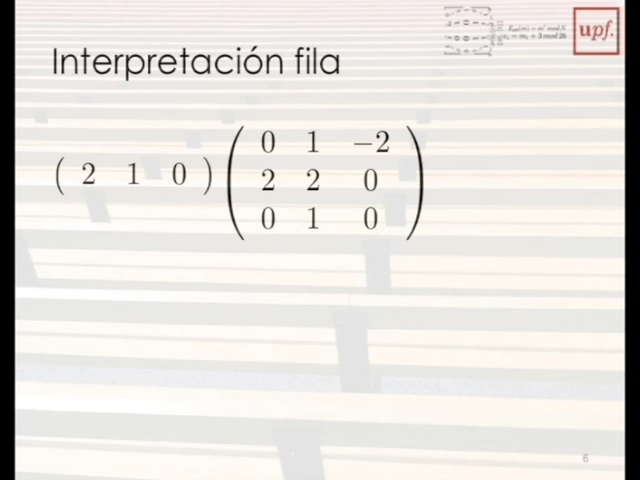 Interpretación fila
upf.
( 2 1 0 ) ( 0 1 −2
2 2 0
0 1 0 )
6